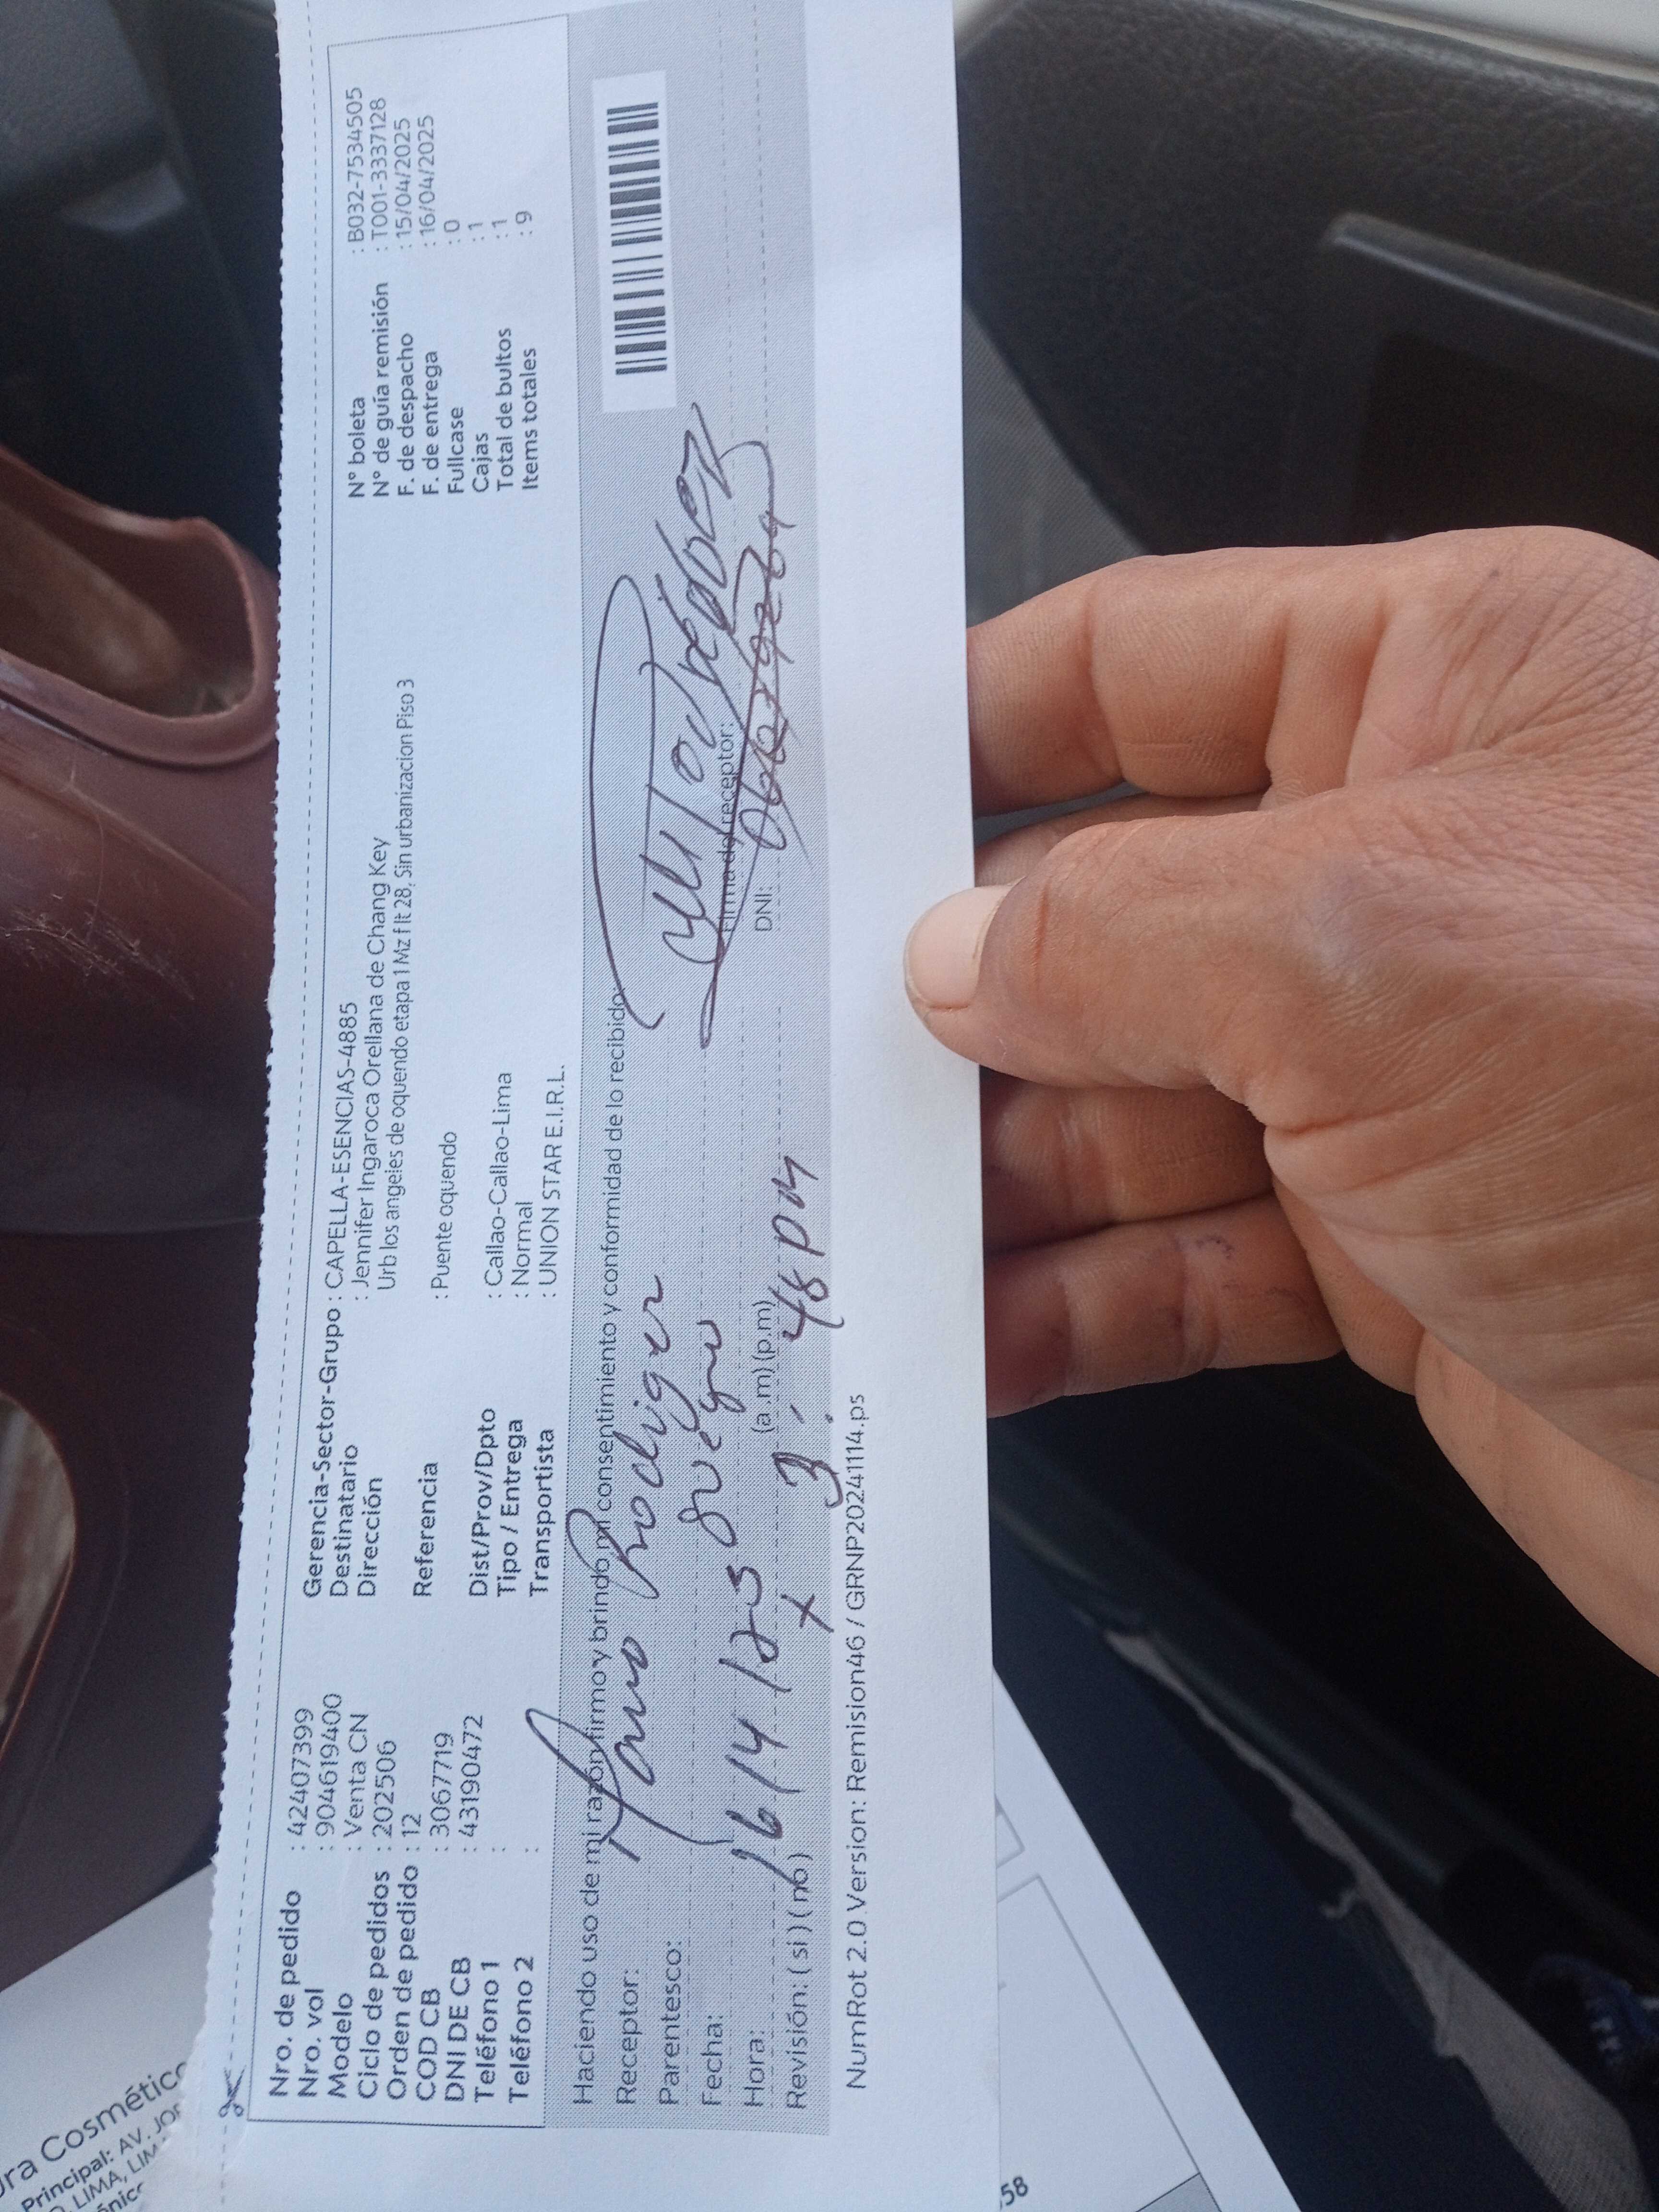 ra Cosmétic
Principal: AV. JOR
LIMA, LIM
ónic
Nro. de pedido : 42407399
Nro. vol : 904619400
Modelo : Venta CN
Ciclo de pedidos : 202506
Orden de pedido : 12
COD CB : 3067719
DNI DE CB : 43190472
Teléfono 1 :
Teléfono 2 :
Gerencia-Sector-Grupo : CAPELLA-ESENCIAS-4885
Destinatario : Jennifer Ingaroca Orellana de Chang Key
Dirección Urb los angeles de oquendo etapa 1 Mz f lt 28, Sin urbanizacion Piso 3
Referencia : Puente oquendo
Dist/Prov/Dpto : Callao-Callao-Lima
Tipo / Entrega : Normal
Transportista : UNION STAR E.I.R.L.
N° boleta : B032-7534505
N° de guía remisión : T001-3337128
F. de despacho : 15/04/2025
F. de entrega : 16/04/2025
Fullcase : 0
Cajas : 1
Total de bultos : 1
Items totales : 9
Haciendo uso de mi razón firmo y brindo mi consentimiento y conformidad de lo recibido:
Receptor:
Parentesco: Suegro
Fecha: 16/4/25
Hora: 3:48 PM (a.m) (p.m)
Revisión: ( si ) ( no )
Firma del receptor:
DNI:
NumRot 2.0 Version: Remision46 / GRNP20241114.ps
58